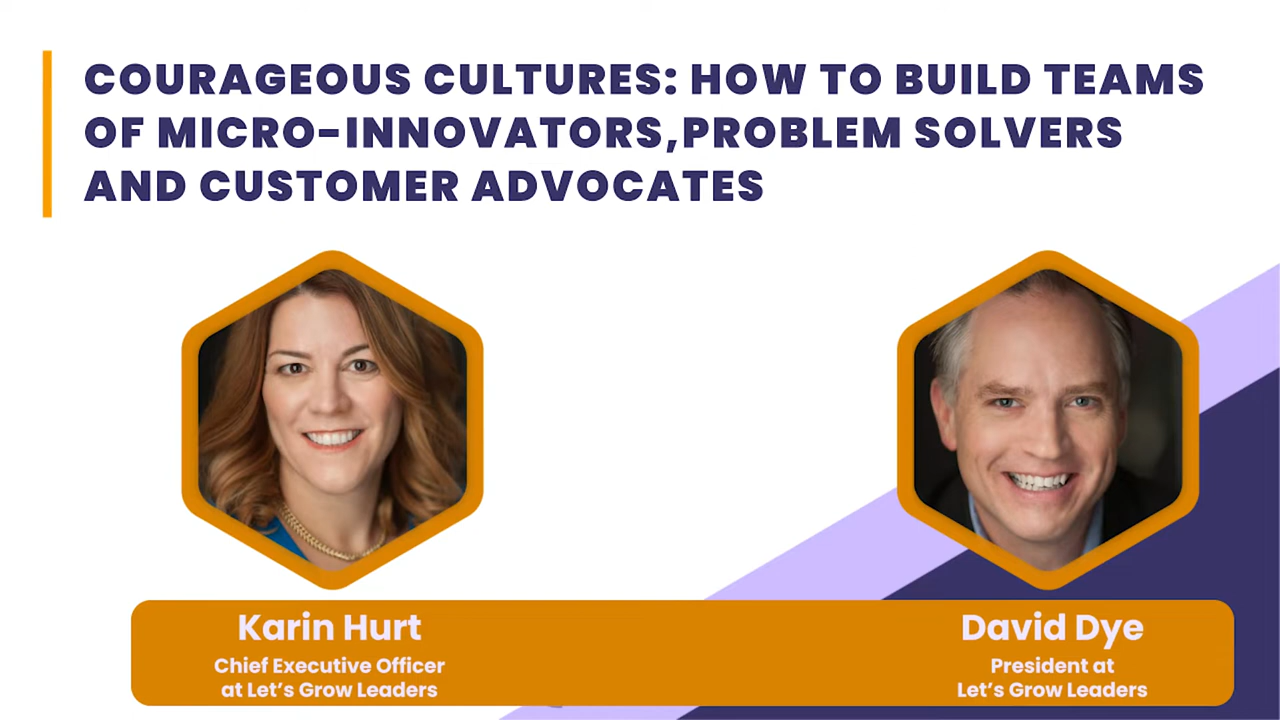 COURAGEOUS CULTURES: HOW TO BUILD TEAMS
OF MICRO-INNOVATORS,PROBLEM SOLVERS
AND CUSTOMER ADVOCATES
Karin Hurt
Chief Executive Officer
at Let's Grow Leaders
David Dye
President at
Let's Grow Leaders